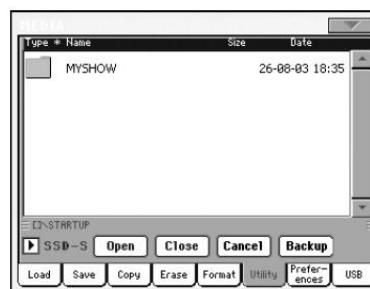 MEDIA
Type * Name Size Date
MYSHOW 26-08-03 18:35
[]\STARTUP
SSD-S Open Close Cancel Backup
Load Save Copy Erase Format Utility Prefer-
ences USB